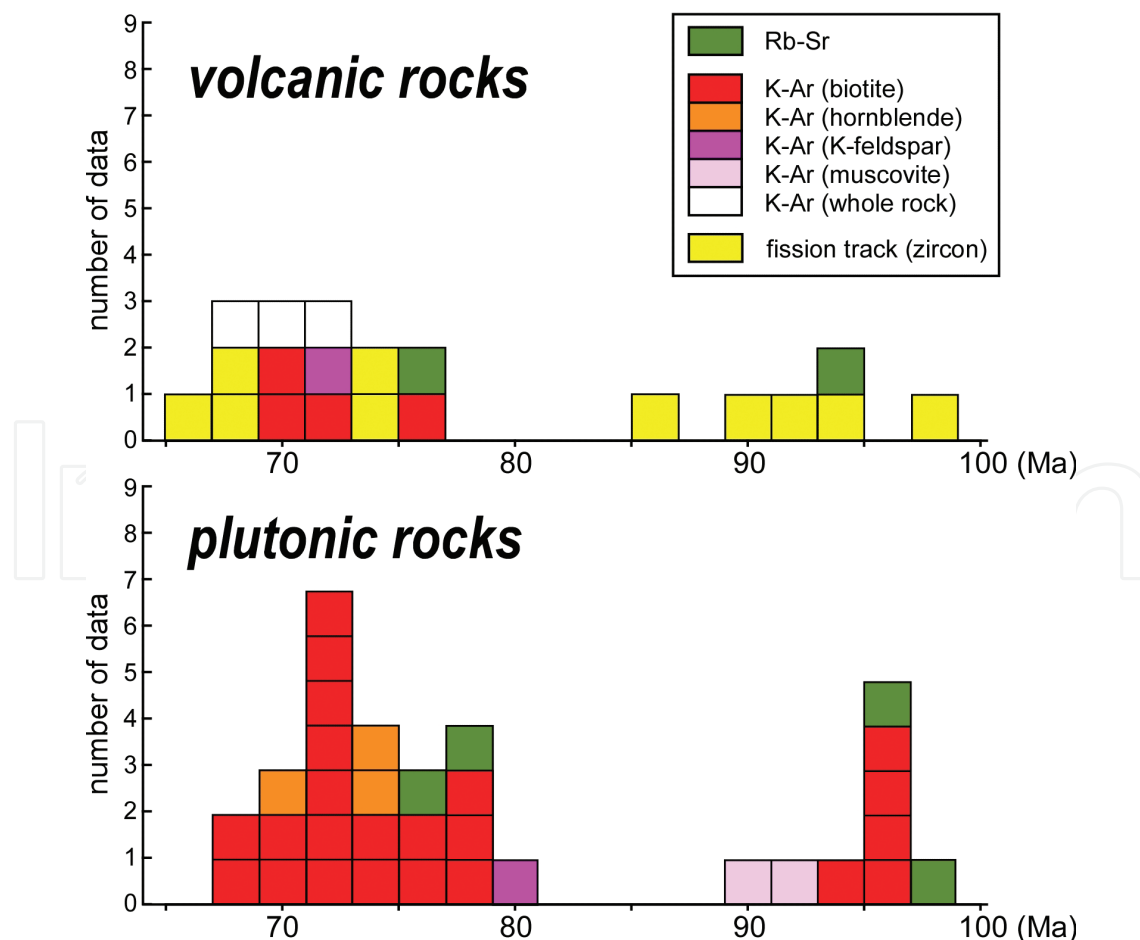 volcanic rocks
number of data
9
8
7
6
5
4
3
2
1
0
70
80
90
100 (Ma)
Rb-Sr
K-Ar (biotite)
K-Ar (hornblende)
K-Ar (K-feldspar)
K-Ar (muscovite)
K-Ar (whole rock)
fission track (zircon)
plutonic rocks
number of data
9
8
7
6
5
4
3
2
1
0
70
80
90
100 (Ma)